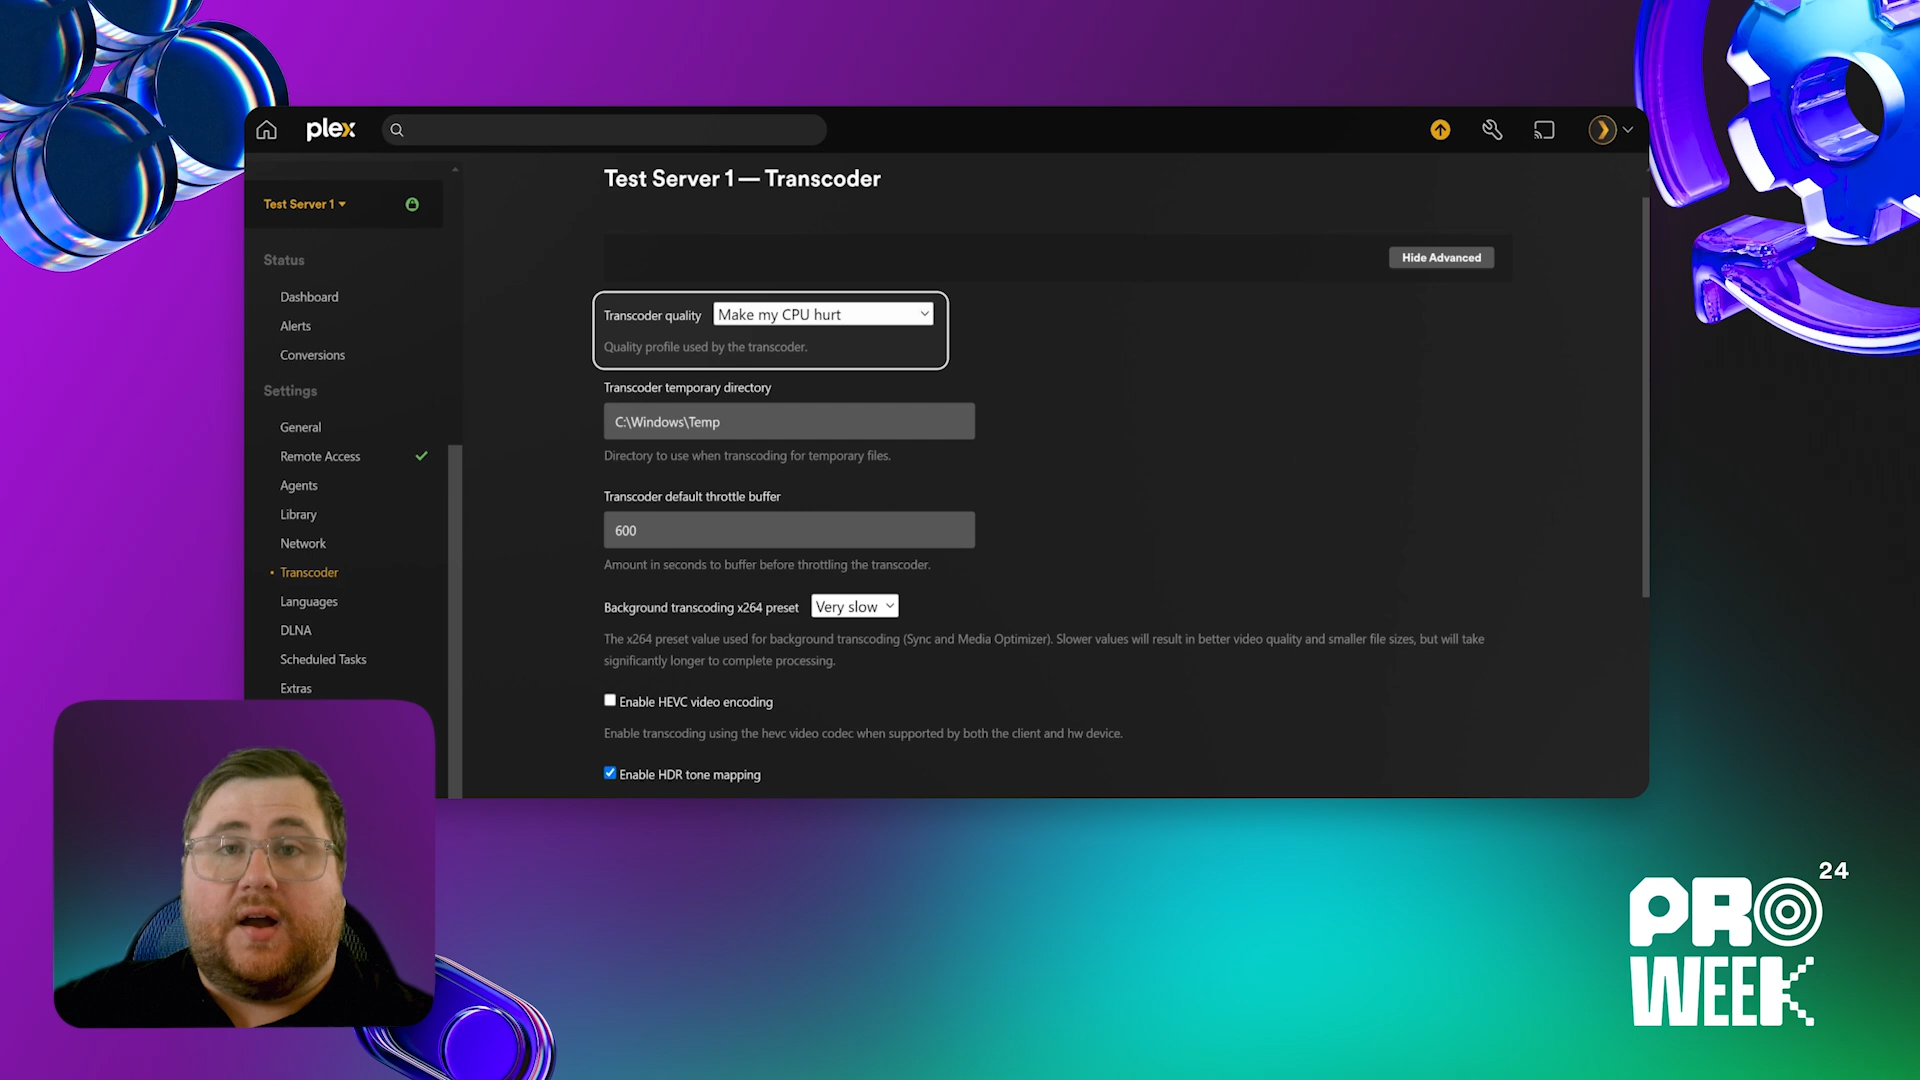 plex
Test Server 1 — Transcoder
Test Server 1
Hide Advanced
Status
Dashboard
Alerts
Conversions
Settings
General
Remote Access
Agents
Library
Network
Transcoder
Languages
DLNA
Scheduled Tasks
Extras
Transcoder quality Make my CPU hurt
Quality profile used by the transcoder.
Transcoder temporary directory
C:\Windows\Temp
Directory to use when transcoding for temporary files.
Transcoder default throttle buffer
600
Amount in seconds to buffer before throttling the transcoder.
Background transcoding x264 preset Very slow
The x264 preset value used for background transcoding (Sync and Media Optimizer). Slower values will result in better video quality and smaller file sizes, but will take
significantly longer to complete processing.
Enable HEVC video encoding
Enable transcoding using the hevc video codec when supported by both the client and hw device.
Enable HDR tone mapping
PRO 24
WEEK